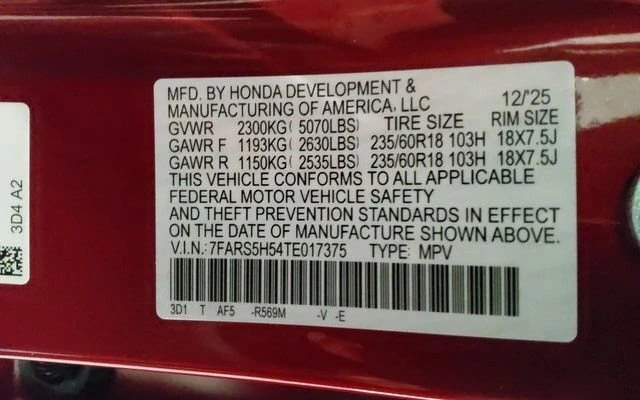 MFD. BY HONDA DEVELOPMENT &
MANUFACTURING OF AMERICA, LLC 12/'25
GVWR 2300KG( 5070LBS) TIRE SIZE RIM SIZE
GAWR F 1193KG( 2630LBS) 235/60R18 103H 18X7.5J
GAWR R 1150KG( 2535LBS) 235/60R18 103H 18X7.5J
THIS VEHICLE CONFORMS TO ALL APPLICABLE
FEDERAL MOTOR VEHICLE SAFETY
AND THEFT PREVENTION STANDARDS IN EFFECT
ON THE DATE OF MANUFACTURE SHOWN ABOVE.
V.I.N.:7FARS5H54TE017375 TYPE: MPV
3D1 T AF5 -R569M -V -E
3D4 A2